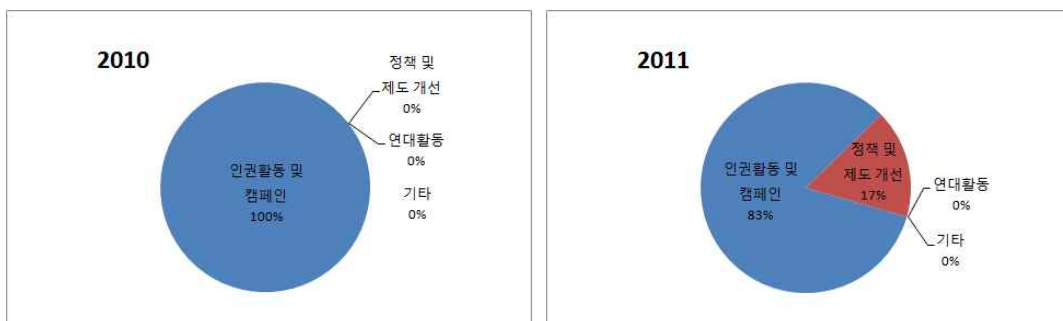 2010
정책 및
제도 개선
0%
연대활동
0%
기타
0%
인권활동 및
캠페인
100%
2011
인권활동 및
캠페인
83%
정책 및
제도 개선
17%
연대활동
0%
기타
0%